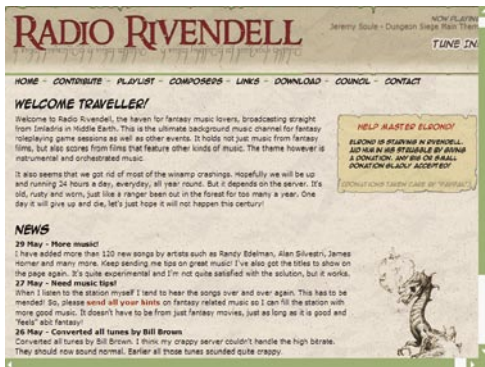 RADIO RIVENDELL
NOW PLAYING
Jeremy Soule - Dungeon Siege Main Them
TUNE IN
HOME - CONTRIBUTE - PLAYLIST - COMPOSERS - LINKS - DOWNLOAD - COUNCIL - CONTACT
WELCOME TRAVELLER!
Welcome to Radio Rivendell, the haven for fantasy music lovers, broadcasting straight
from Imladris in Middle Earth. This is the ultimate background music channel for fantasy
roleplaying game sessions as well as other events. It holds not just music from fantasy
films, but also scores from films that feature other kinds of music. The theme however is
instrumental and orchestrated music.
It also seems that we got rid of most of the winamp crashings. Hopefully we will be up
and running 24 hours a day, everyday, all year round. But it depends on the server. It's
old, rusty and worn, just like a ranger been out in the forest for too many a year. One
day it will give up and die, let's just hope it will not happen this century!
HELP MASTER ELROND!
ELROND IS STARVING IN RIVENDELL.
AID HIM IN HIS STRUGGLE BY GIVING
A DONATION. ANY BIG OR SMALL
DONATION GLADLY ACCEPTED!
DONATIONS TAKEN CARE BY "PAYPAL"
NEWS
29 May - More music!
I have added more than 120 new songs by artists such as Randy Edelman, Alan Silvestri, James
Horner and many more. Keep sending me tips on great music! I've also got the titles to show on
the page again. It's quite experimental and I'm not quite satisfied with the solution, but it works.
27 May - Need music tips!
When I listen to the station myself I tend to hear the songs over and over again. This has to be
mended! So, please send all your hints on fantasy related music so I can fill the station with
more good music. It doesn't have to be from just fantasy movies, just as long as it is good and
"feels" abit fantasy!
26 May - Converted all tunes by Bill Brown
Converted all tunes by Bill Brown. I think my crappy server couldn't handle the high bitrate.
They should now sound normal. Earlier all those tunes sounded quite crappy.